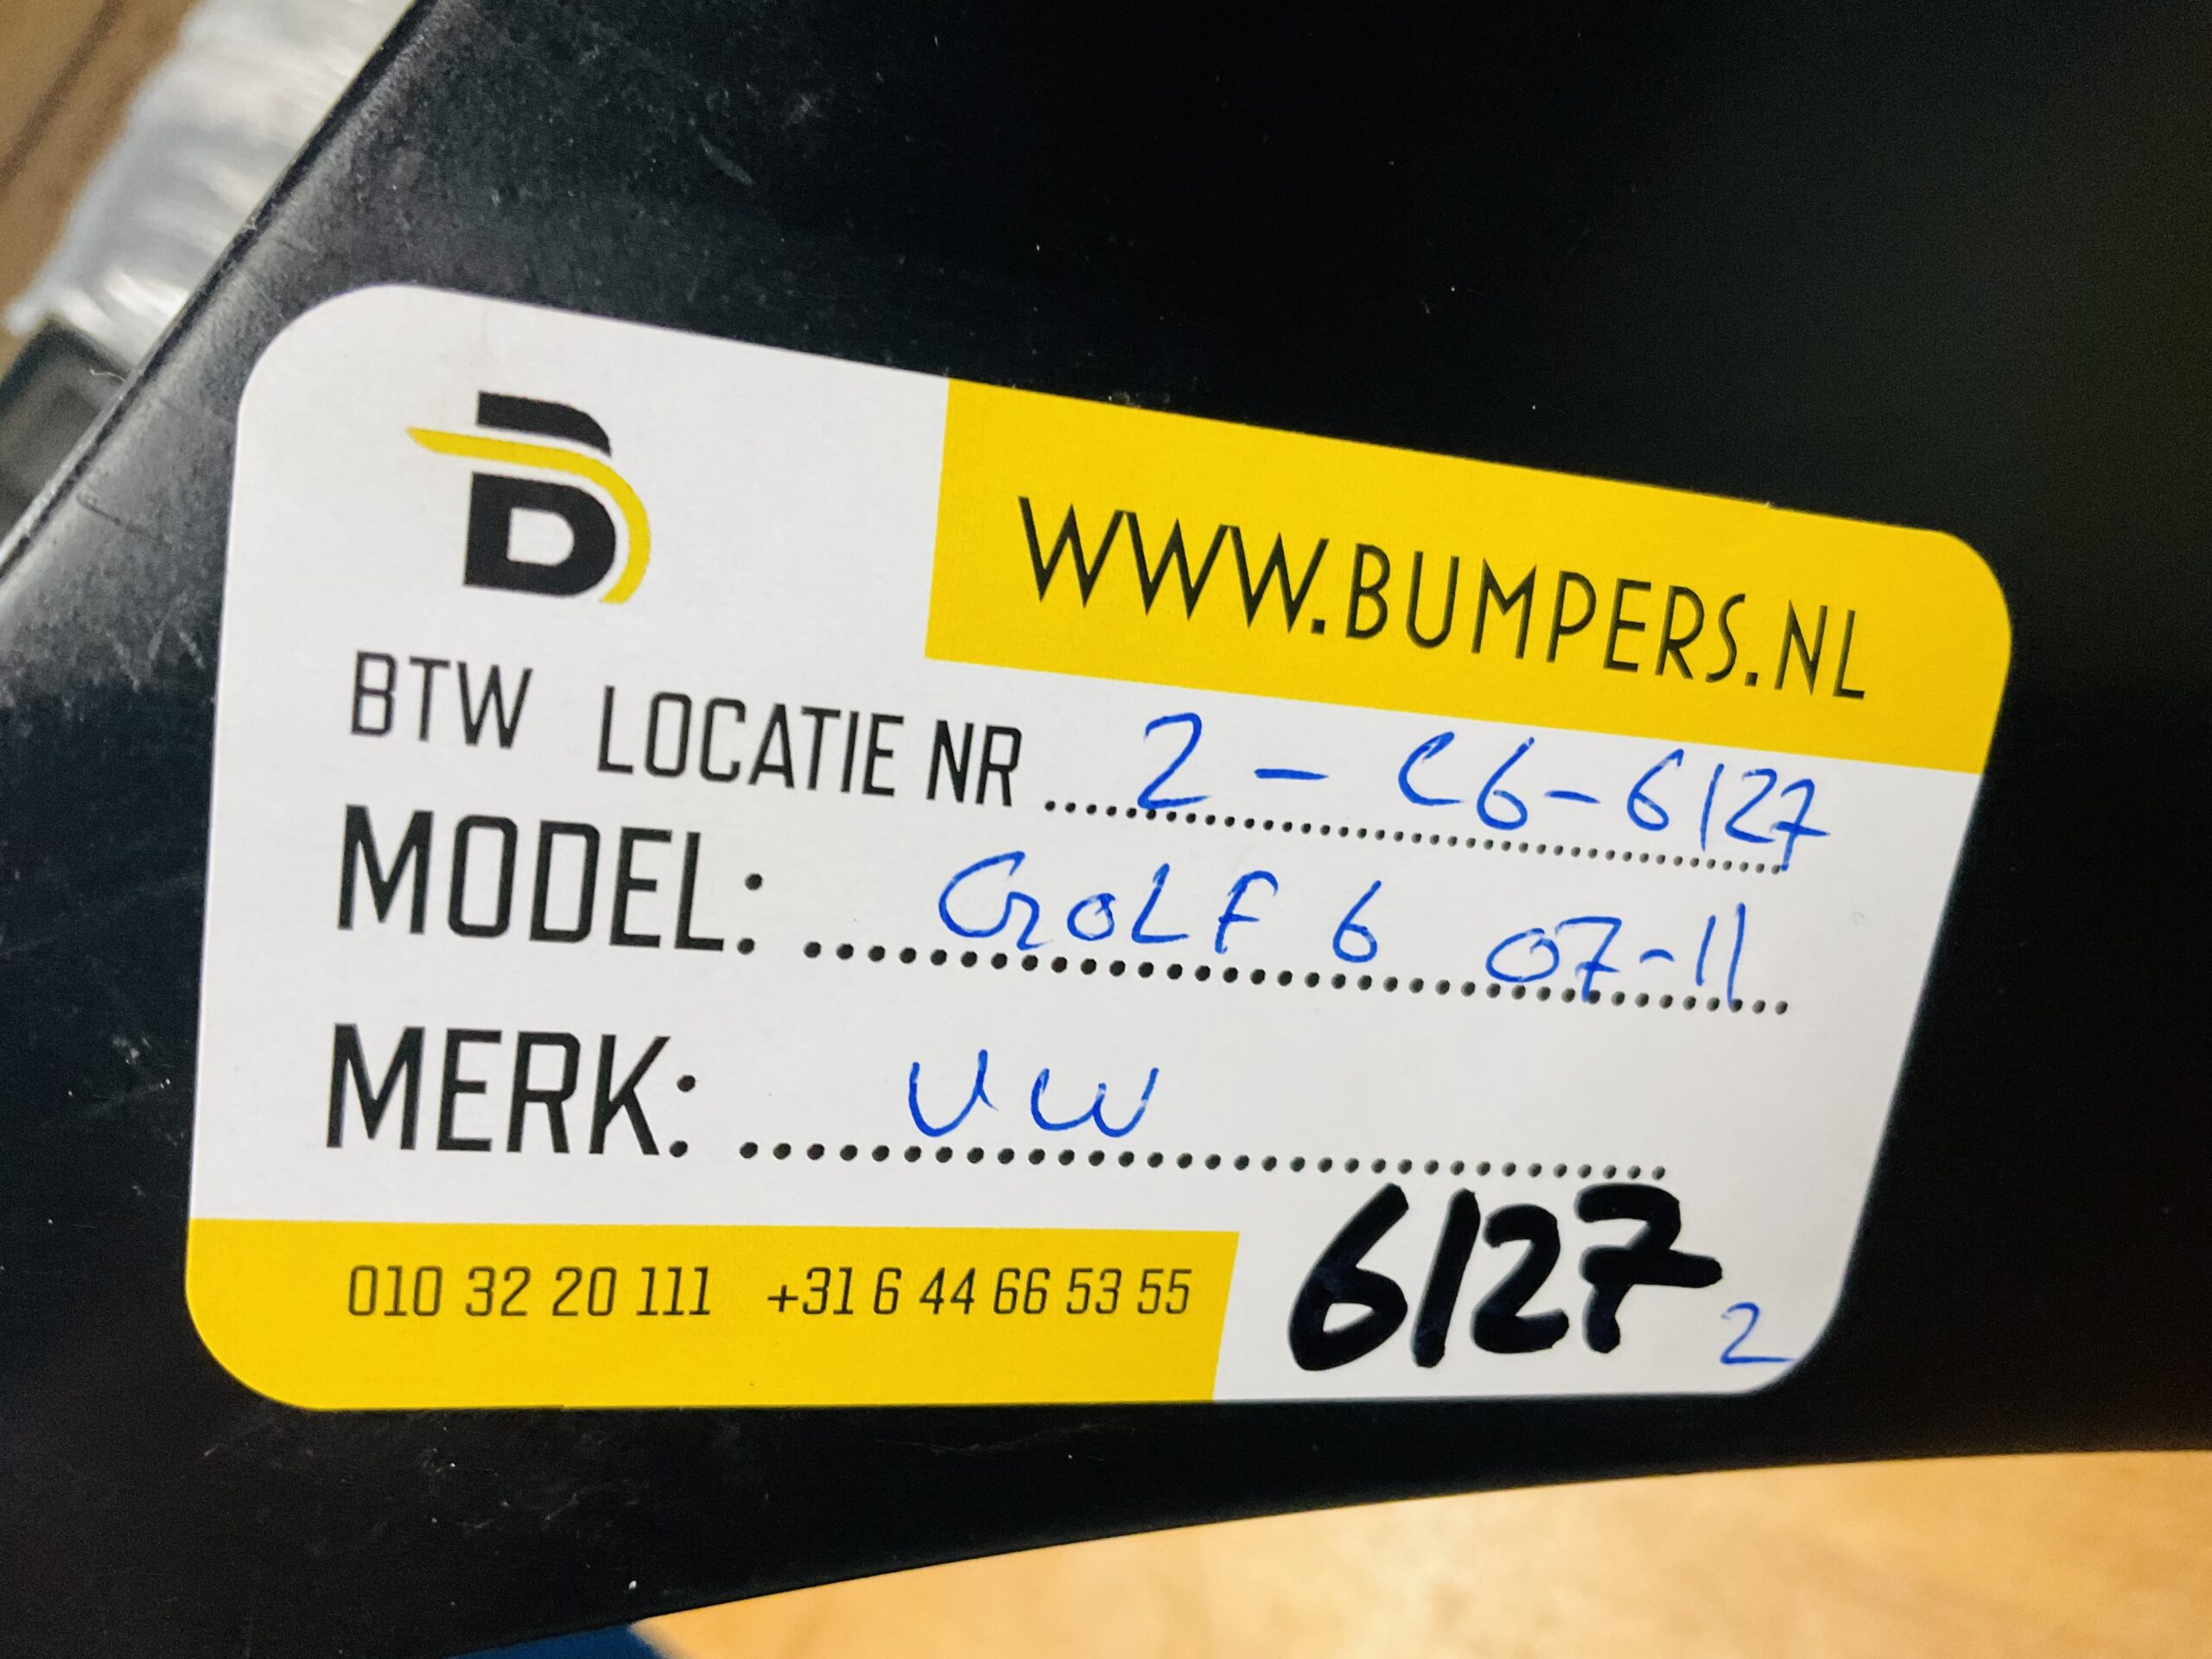 B
WWW.BUMPERS.NL
BTW LOCATIE NR ..... 2 - C6-6127
MODEL: ..... GOLF 6 07-11
MERK: ..... VW
6127 2
010 32 20 111 +31 6 44 66 53 55